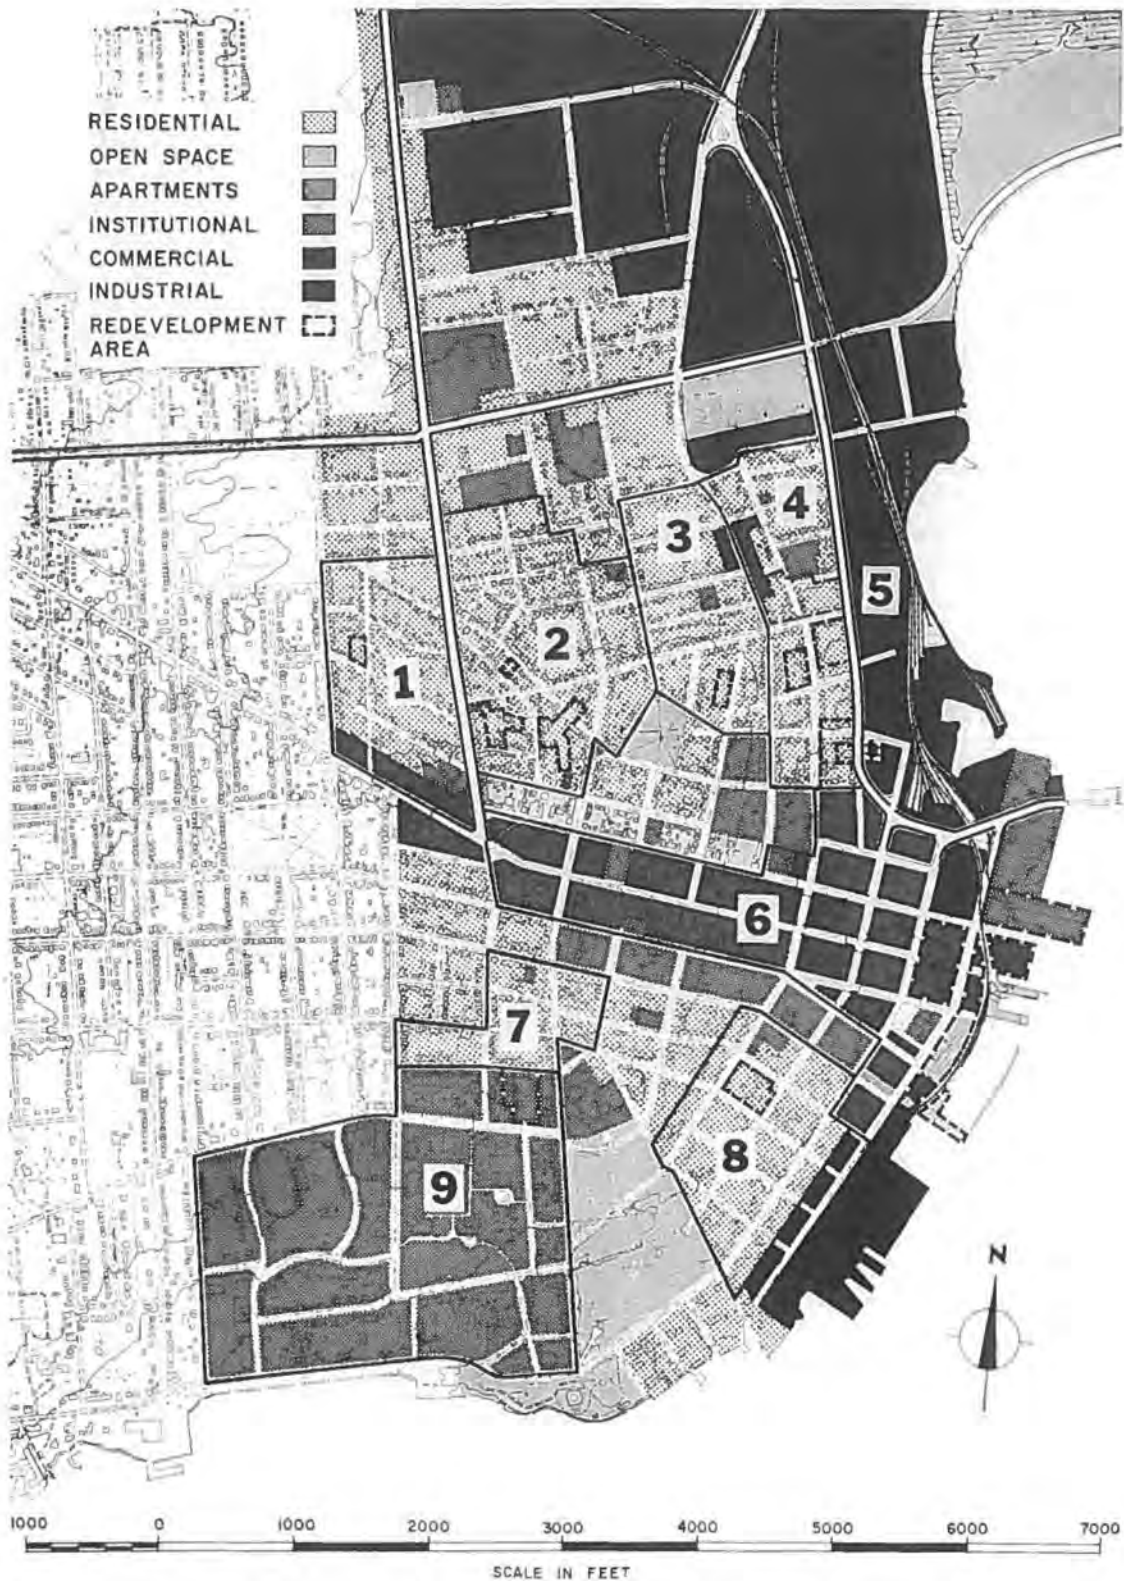 RESIDENTIAL
OPEN SPACE
APARTMENTS
INSTITUTIONAL
COMMERCIAL
INDUSTRIAL
REDEVELOPMENT
AREA
4
3
5
2
1
6
7
8
9
N
1000 0 1000 2000 3000 4000 5000 6000 7000
SCALE IN FEET